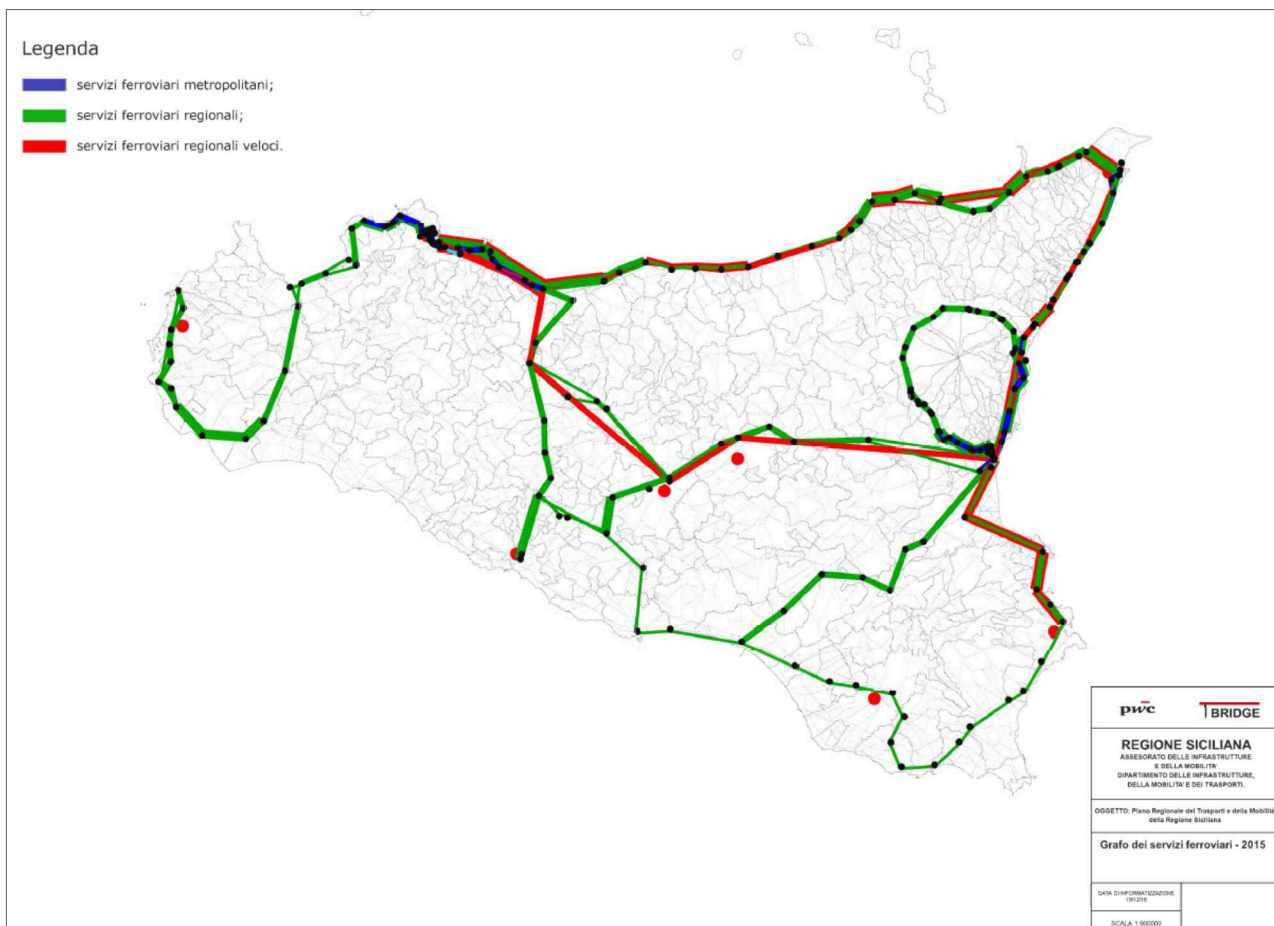 Legenda
servizi ferroviari metropolitani;
servizi ferroviari regionali;
servizi ferroviari regionali veloci.
pwc BRIDGE
REGIONE SICILIANA
ASSESORATO DELLE INFRASTRUTTURE
E DELLA MOBILITA'
DIPARTIMENTO DELLE INFRASTRUTTURE,
DELLA MOBILITA' E DEI TRASPORTI.
OGGETTO: Piano Regionale dei Trasporti e della Mobilità
della Regione Siciliana
Grafo dei servizi ferroviari - 2015
DATA DI INFORMATIZZAZIONE
SCALA 1:900000